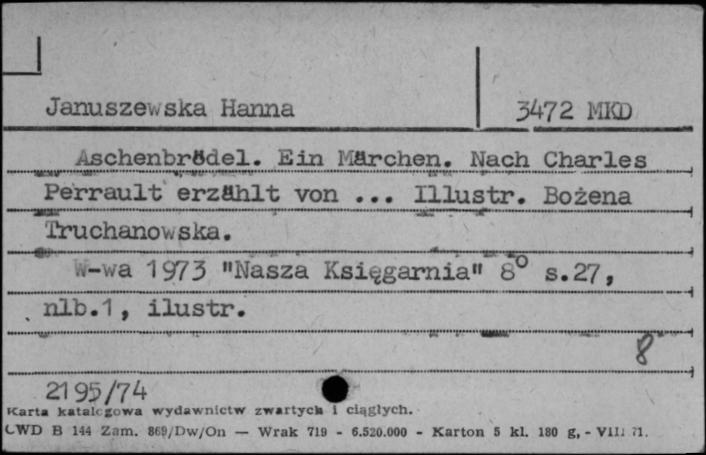 Januszewska Hanna 3472 MKD
Aschenbrödel. Ein Märchen. Nach Charles
Perrault erzählt von ... Illustr. Bożena
Truchanowska.
W-wa 1973 "Nasza Księgarnia" 8° s.27,
nlb.1, ilustr.
8
2195/74
Karta katalogowa wydawnictw zwartych i ciągłych.
CWD B 144 Zam. 869/Dw/On — Wrak 719 - 6.520.000 - Karton 5 kl. 180 g, - VIII 71.